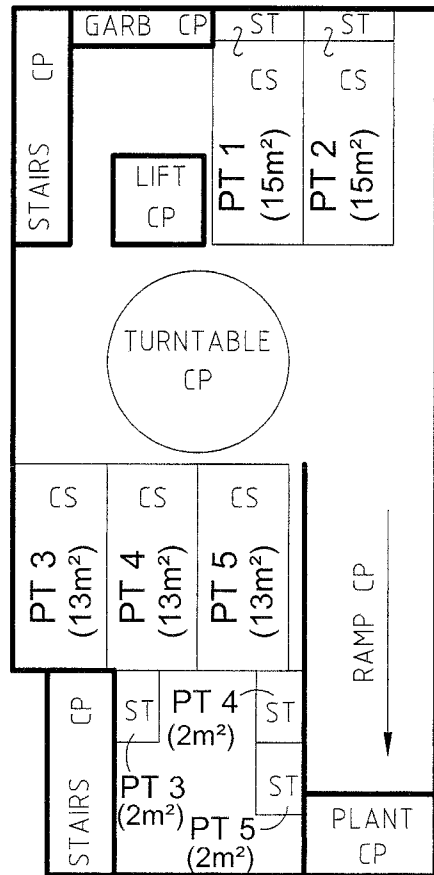 GARB CP
ST
ST
STAIRS CP
CS
CS
PT 1
(15m²)
PT 2
(15m²)
LIFT
CP
TURNTABLE
CP
CS
CS
CS
PT 3
(13m²)
PT 4
(13m²)
PT 5
(13m²)
RAMP CP
STAIRS CP
ST
PT 4
(2m²)
ST
PT 3
(2m²)
ST
PT 5
(2m²)
PLANT
CP